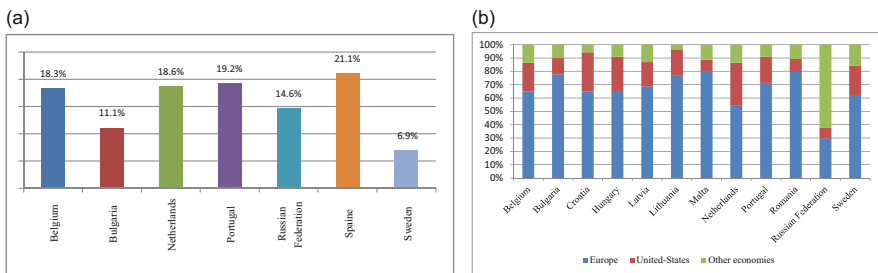 (a)
18.3%
11.1%
18.6%
19.2%
14.6%
21.1%
6.9%
Belgium
Bulgaria
Netherlands
Portugal
Russian
Federation
Spaine
Sweden
(b)
100%
90%
80%
70%
60%
50%
40%
30%
20%
10%
0%
Belgium
Bulgaria
Croatia
Hungary
Latvia
Lithuania
Malta
Netherlands
Portugal
Romania
Russian Federation
Sweden
Europe United-States Other economies